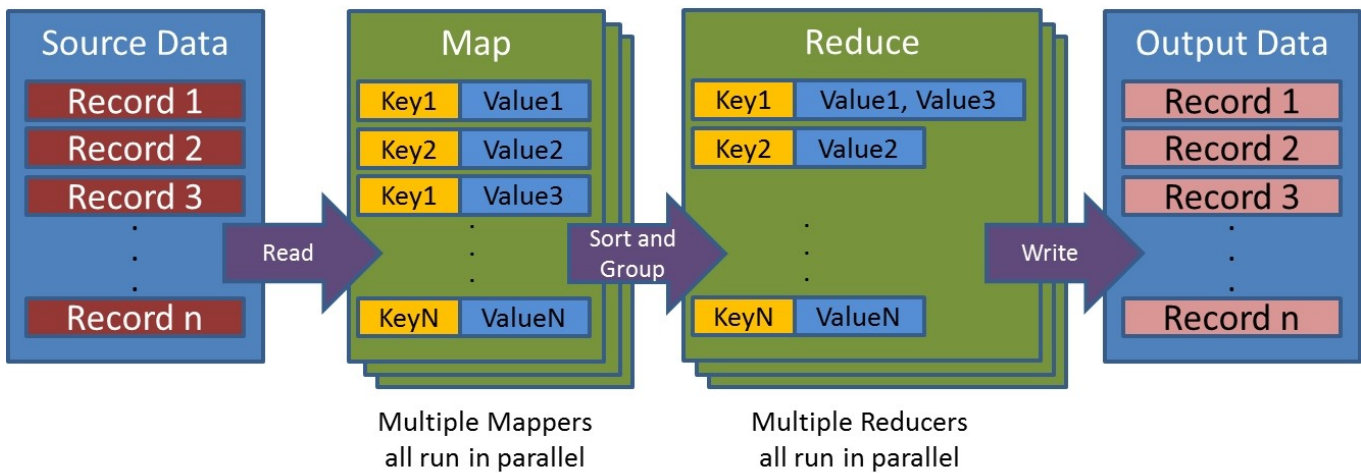 Source Data
Record 1
Record 2
Record 3
.
.
.
Record n
Read
Map
Key1 Value1
Key2 Value2
Key1 Value3
.
.
.
KeyN ValueN
Multiple Mappers
all run in parallel
Sort and
Group
Reduce
Key1 Value1, Value3
Key2 Value2
.
.
.
KeyN ValueN
Multiple Reducers
all run in parallel
Write
Output Data
Record 1
Record 2
Record 3
.
.
.
Record n